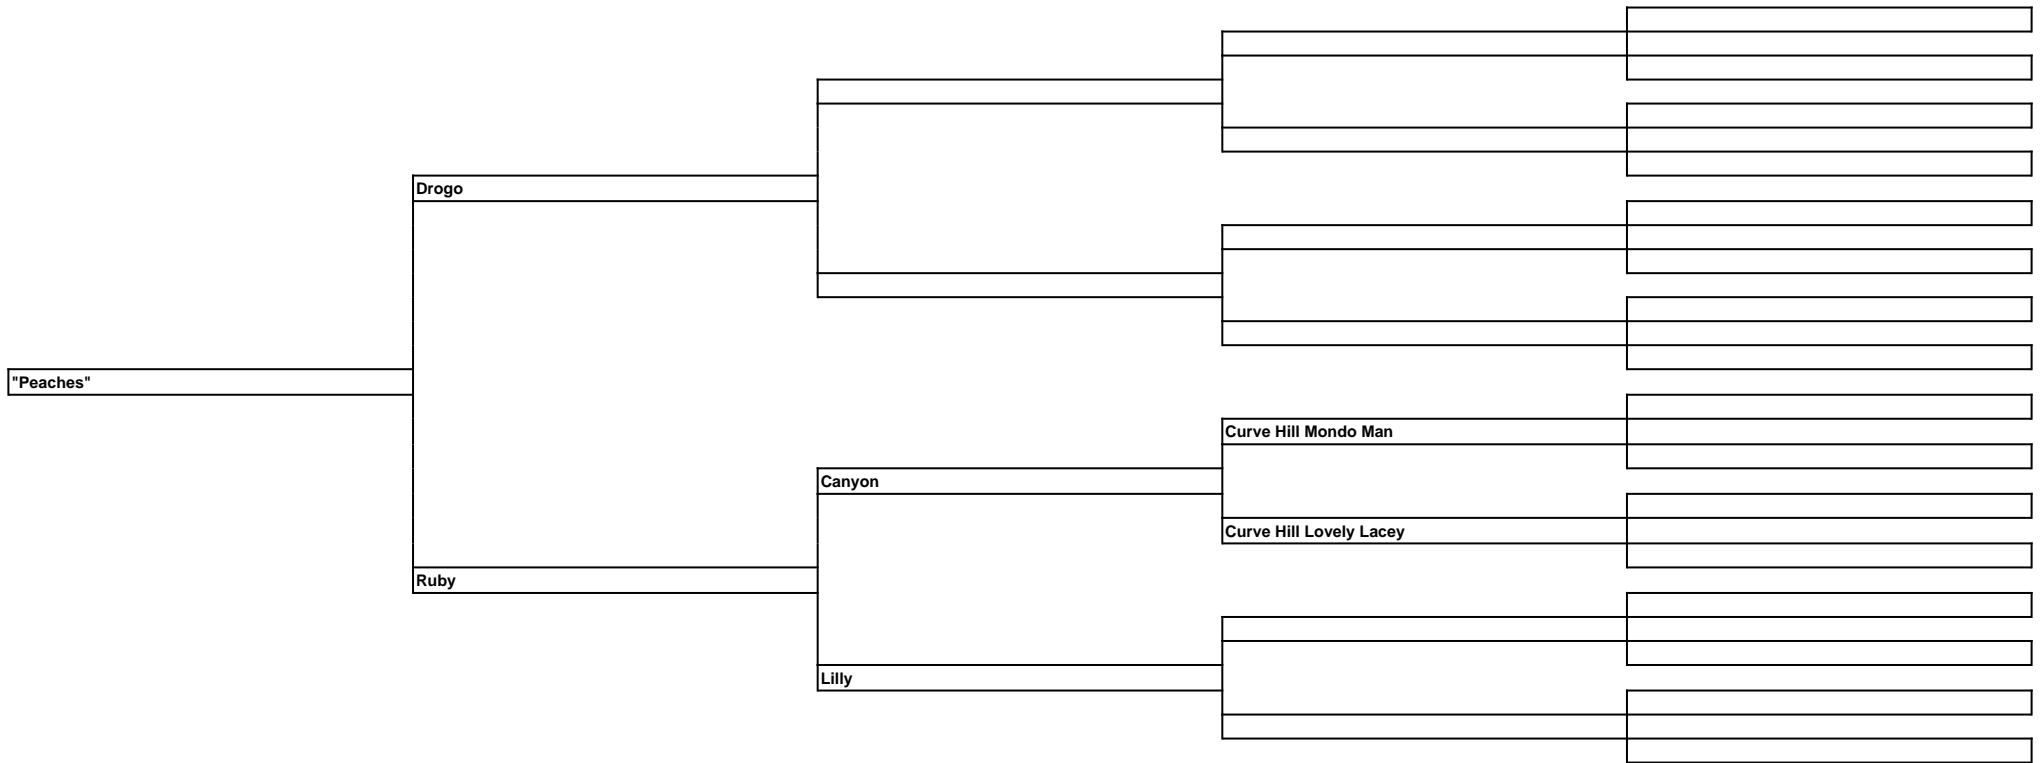 Drogo
"Peaches"
Curve Hill Mondo Man
Canyon
Curve Hill Lovely Lacey
Ruby
Lilly